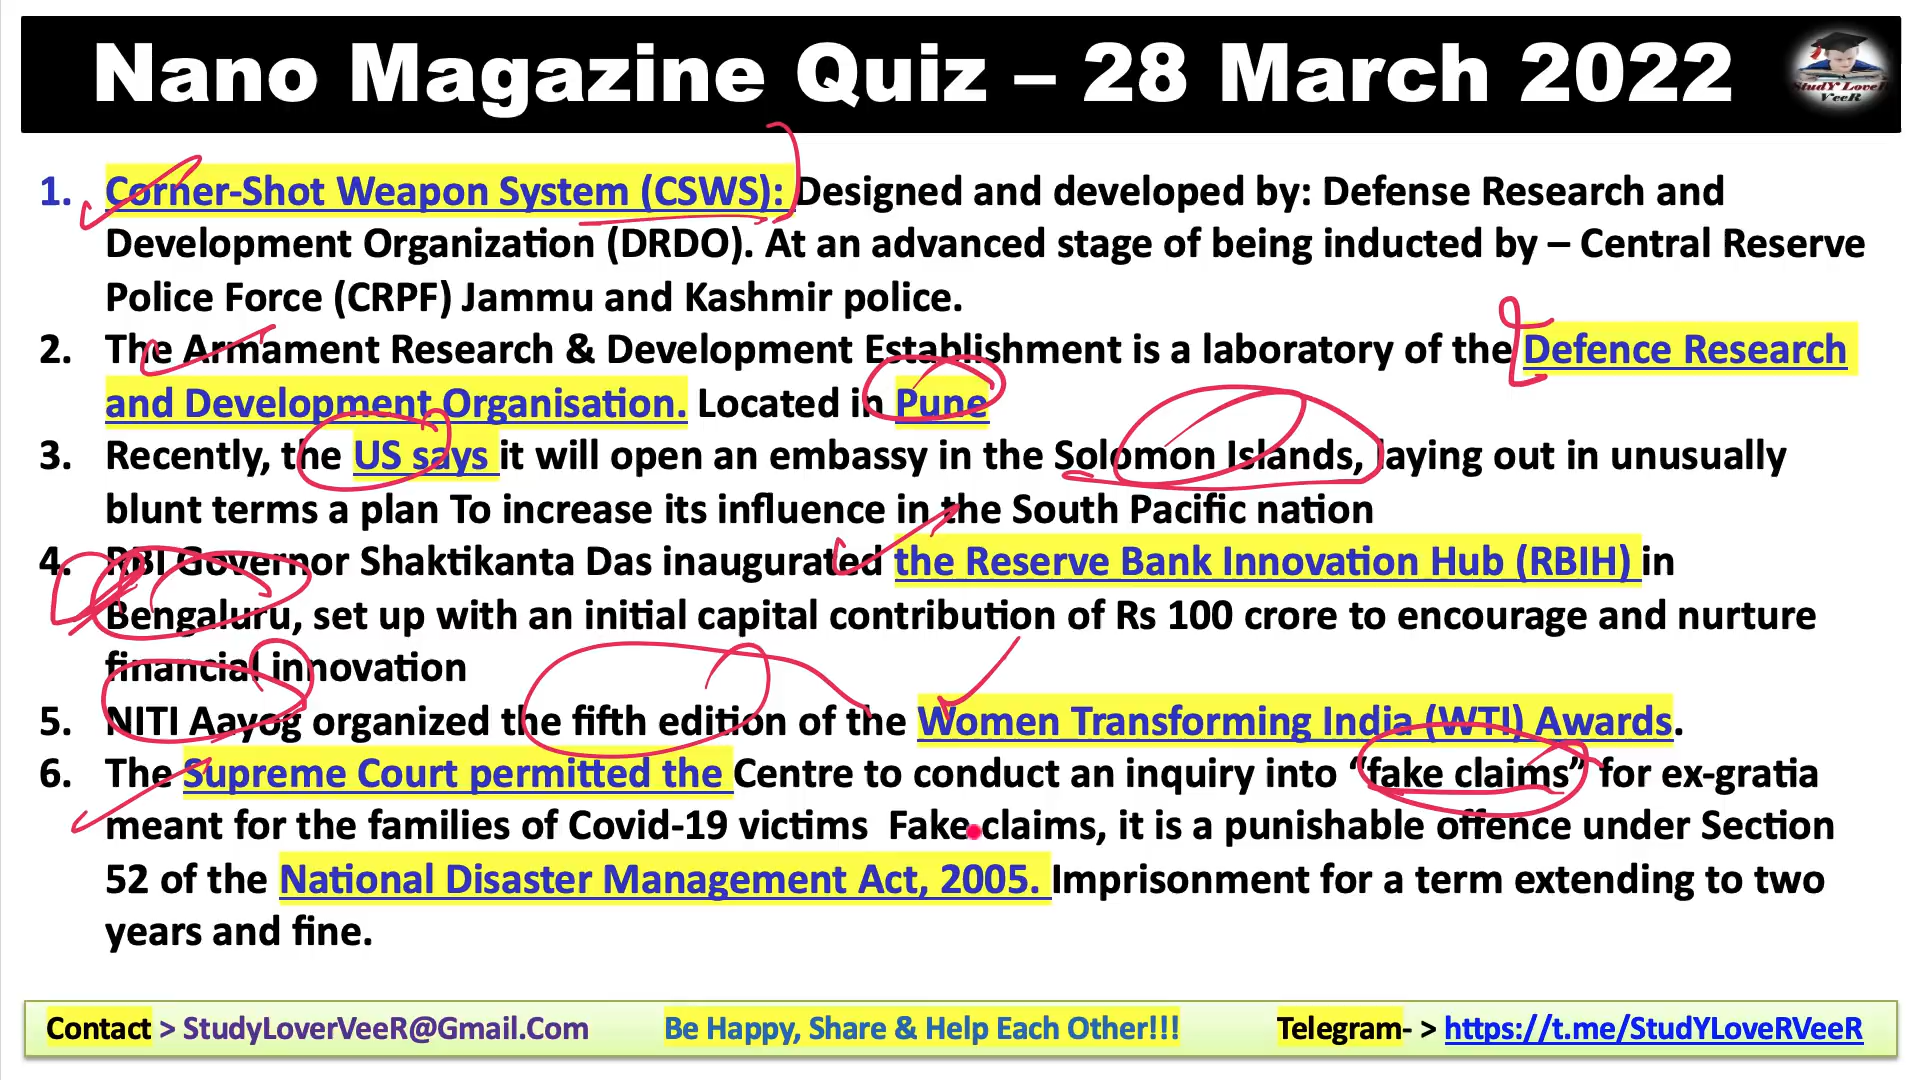 Nano Magazine Quiz – 28 March 2022
StudY LoveR
VeeR
1. Corner-Shot Weapon System (CSWS): Designed and developed by: Defense Research and
Development Organization (DRDO). At an advanced stage of being inducted by – Central Reserve
Police Force (CRPF) Jammu and Kashmir police.
2. The Armament Research & Development Establishment is a laboratory of the Defence Research
and Development Organisation. Located in Pune
3. Recently, the US says it will open an embassy in the Solomon Islands, laying out in unusually
blunt terms a plan To increase its influence in the South Pacific nation
4. RBI Governor Shaktikanta Das inaugurated the Reserve Bank Innovation Hub (RBIH) in
Bengaluru, set up with an initial capital contribution of Rs 100 crore to encourage and nurture
financial innovation
5. NITI Aayog organized the fifth edition of the Women Transforming India (WTI) Awards.
6. The Supreme Court permitted the Centre to conduct an inquiry into “fake claims” for ex-gratia
meant for the families of Covid-19 victims Fake claims, it is a punishable offence under Section
52 of the National Disaster Management Act, 2005. Imprisonment for a term extending to two
years and fine.
Contact > StudyLoverVeeR@Gmail.Com Be Happy, Share & Help Each Other!!! Telegram- > https://t.me/StudYLoveRVeeR